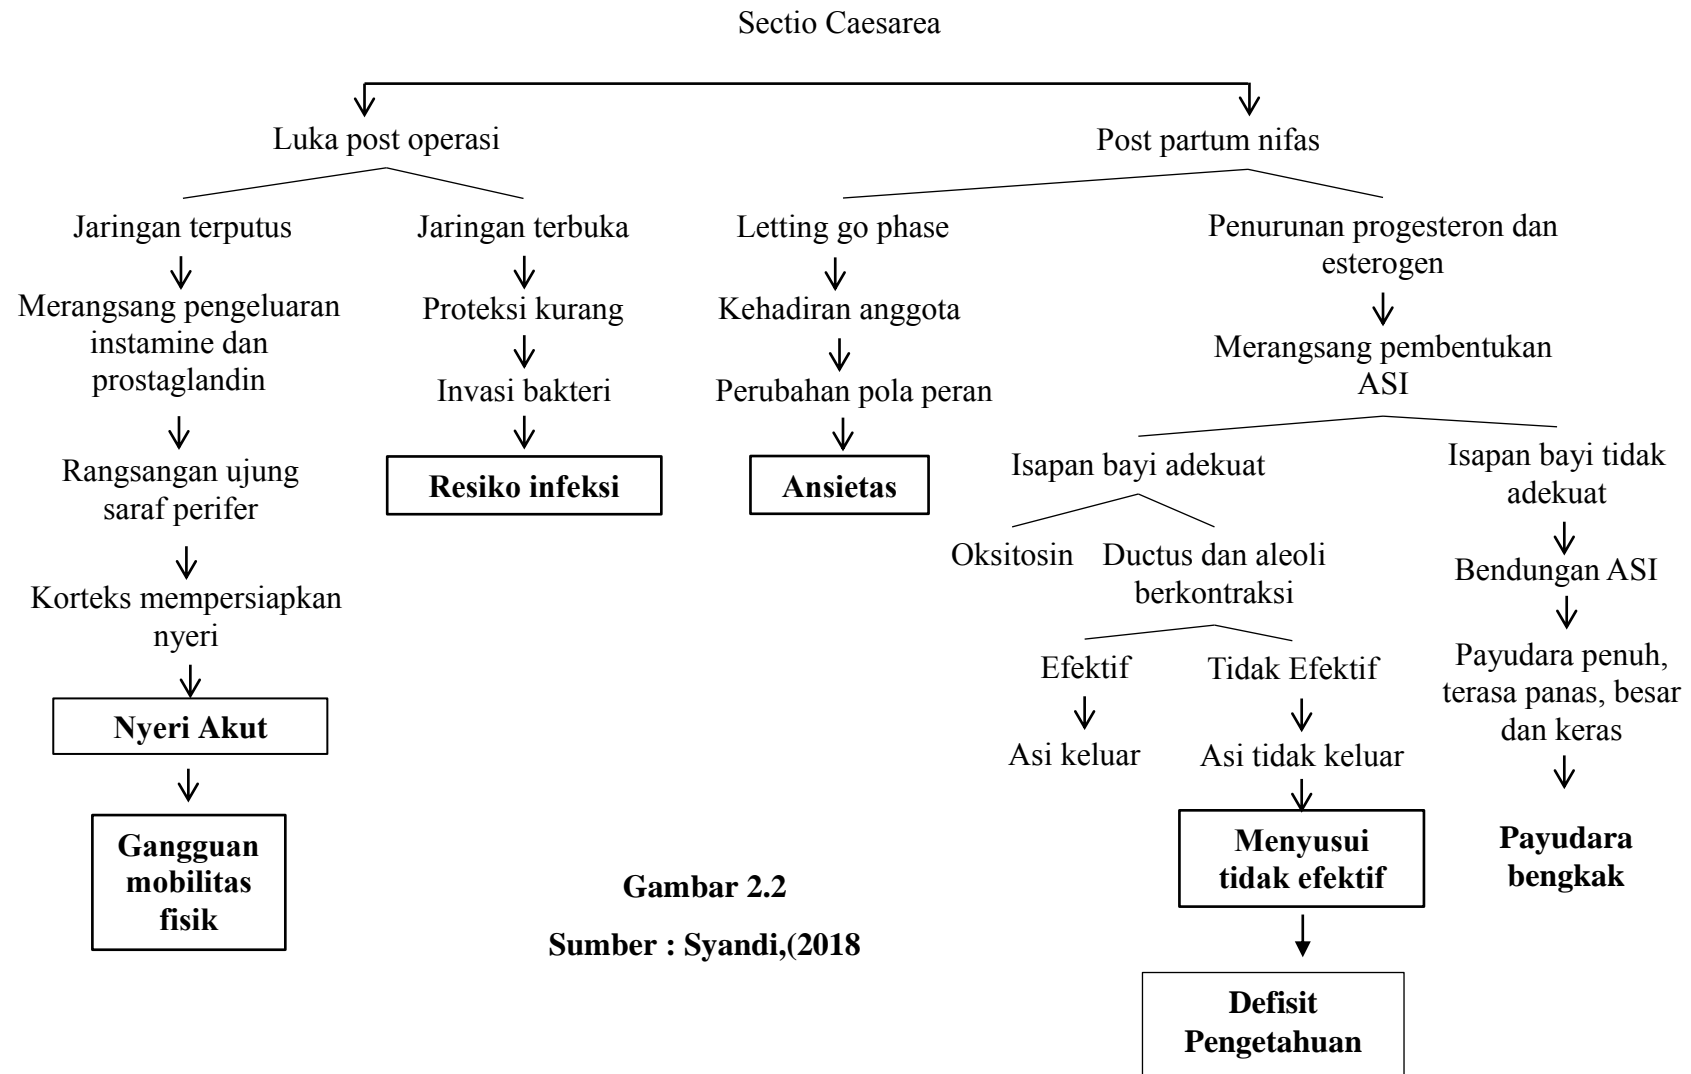 Sectio Caesarea
Luka post operasi
Post partum nifas
Jaringan terputus
Merangsang pengeluaran
instamine dan
prostaglandin
Rangsangan ujung
saraf perifer
Korteks mempersiapkan
nyeri
Nyeri Akut
Gangguan
mobilitas
fisik
Jaringan terbuka
Proteksi kurang
Invasi bakteri
Resiko infeksi
Letting go phase
Kehadiran anggota
Perubahan pola peran
Ansietas
Penurunan progesteron dan
esterogen
Merangsang pembentukan
ASI
Isapan bayi adekuat
Oksitosin
Ductus dan aleoli
berkontraksi
Efektif
Asi keluar
Tidak Efektif
Asi tidak keluar
Menyusui
tidak efektif
Defisit
Pengetahuan
Isapan bayi tidak
adekuat
Bendungan ASI
Payudara penuh,
terasa panas, besar
dan keras
Payudara
bengkak
Gambar 2.2
Sumber : Syandi,(2018